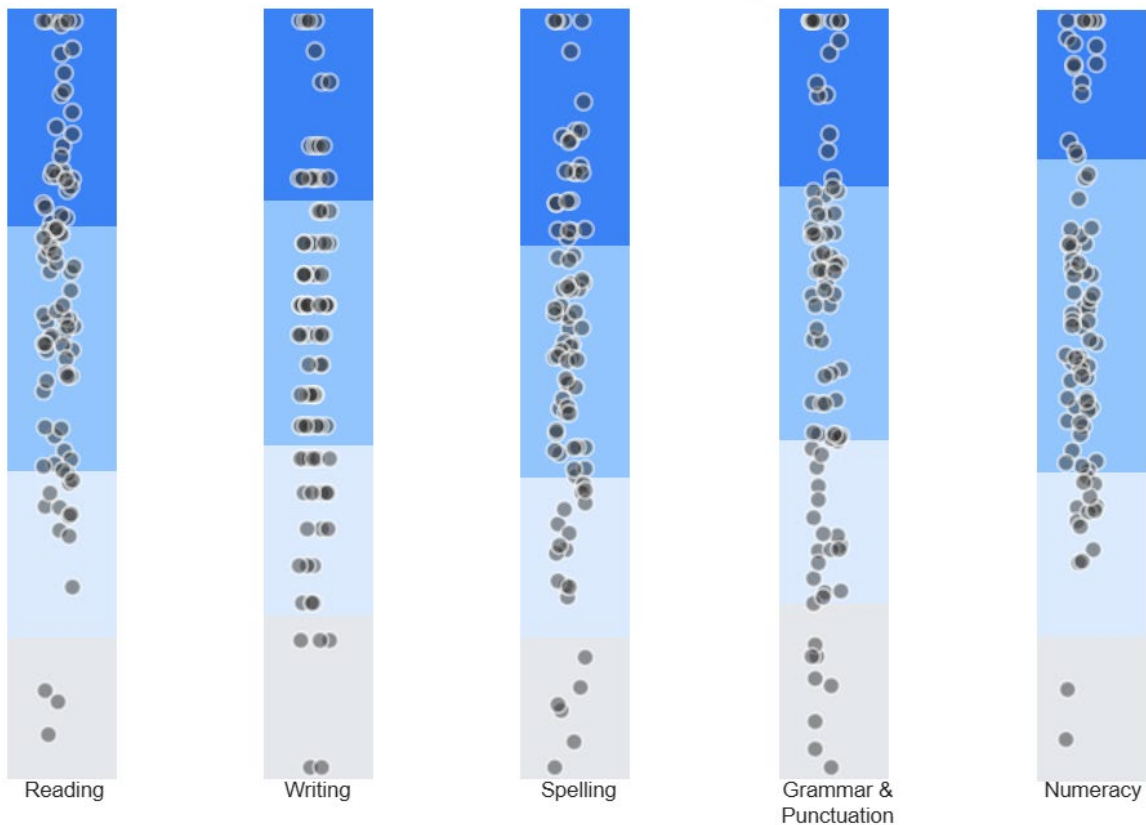 Reading
Writing
Spelling
Grammar &
Punctuation
Numeracy